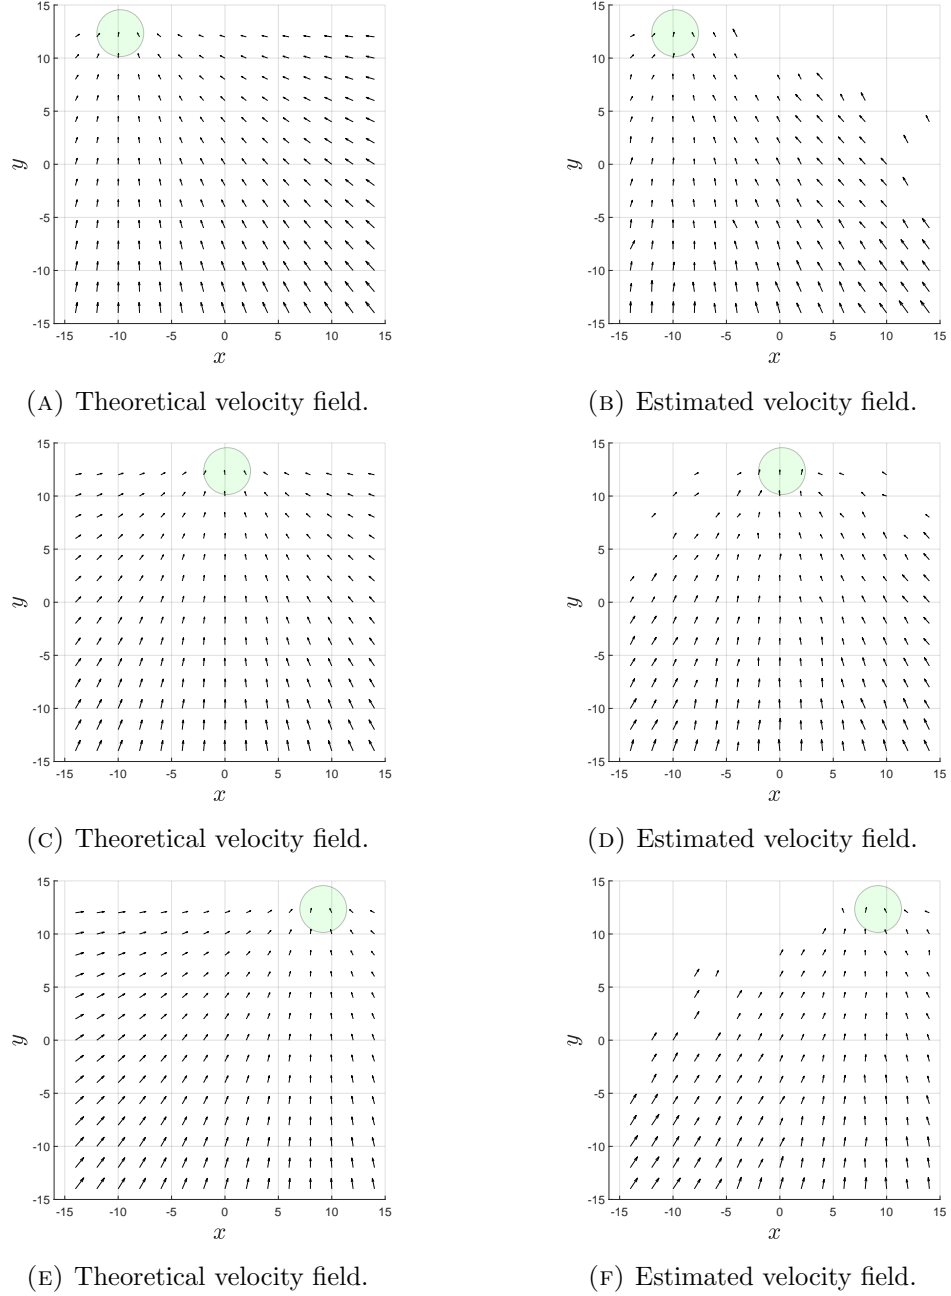 15
10
5
0
-5
-10
-15
y
-15 -10 -5 0 5 10 15
x
15
10
5
0
-5
-10
-15
y
-15 -10 -5 0 5 10 15
x
(A) Theoretical velocity field.
(B) Estimated velocity field.
15
10
5
0
-5
-10
-15
y
-15 -10 -5 0 5 10 15
x
15
10
5
0
-5
-10
-15
y
-15 -10 -5 0 5 10 15
x
(C) Theoretical velocity field.
(D) Estimated velocity field.
15
10
5
0
-5
-10
-15
y
-15 -10 -5 0 5 10 15
x
15
10
5
0
-5
-10
-15
y
-15 -10 -5 0 5 10 15
x
(E) Theoretical velocity field.
(F) Estimated velocity field.